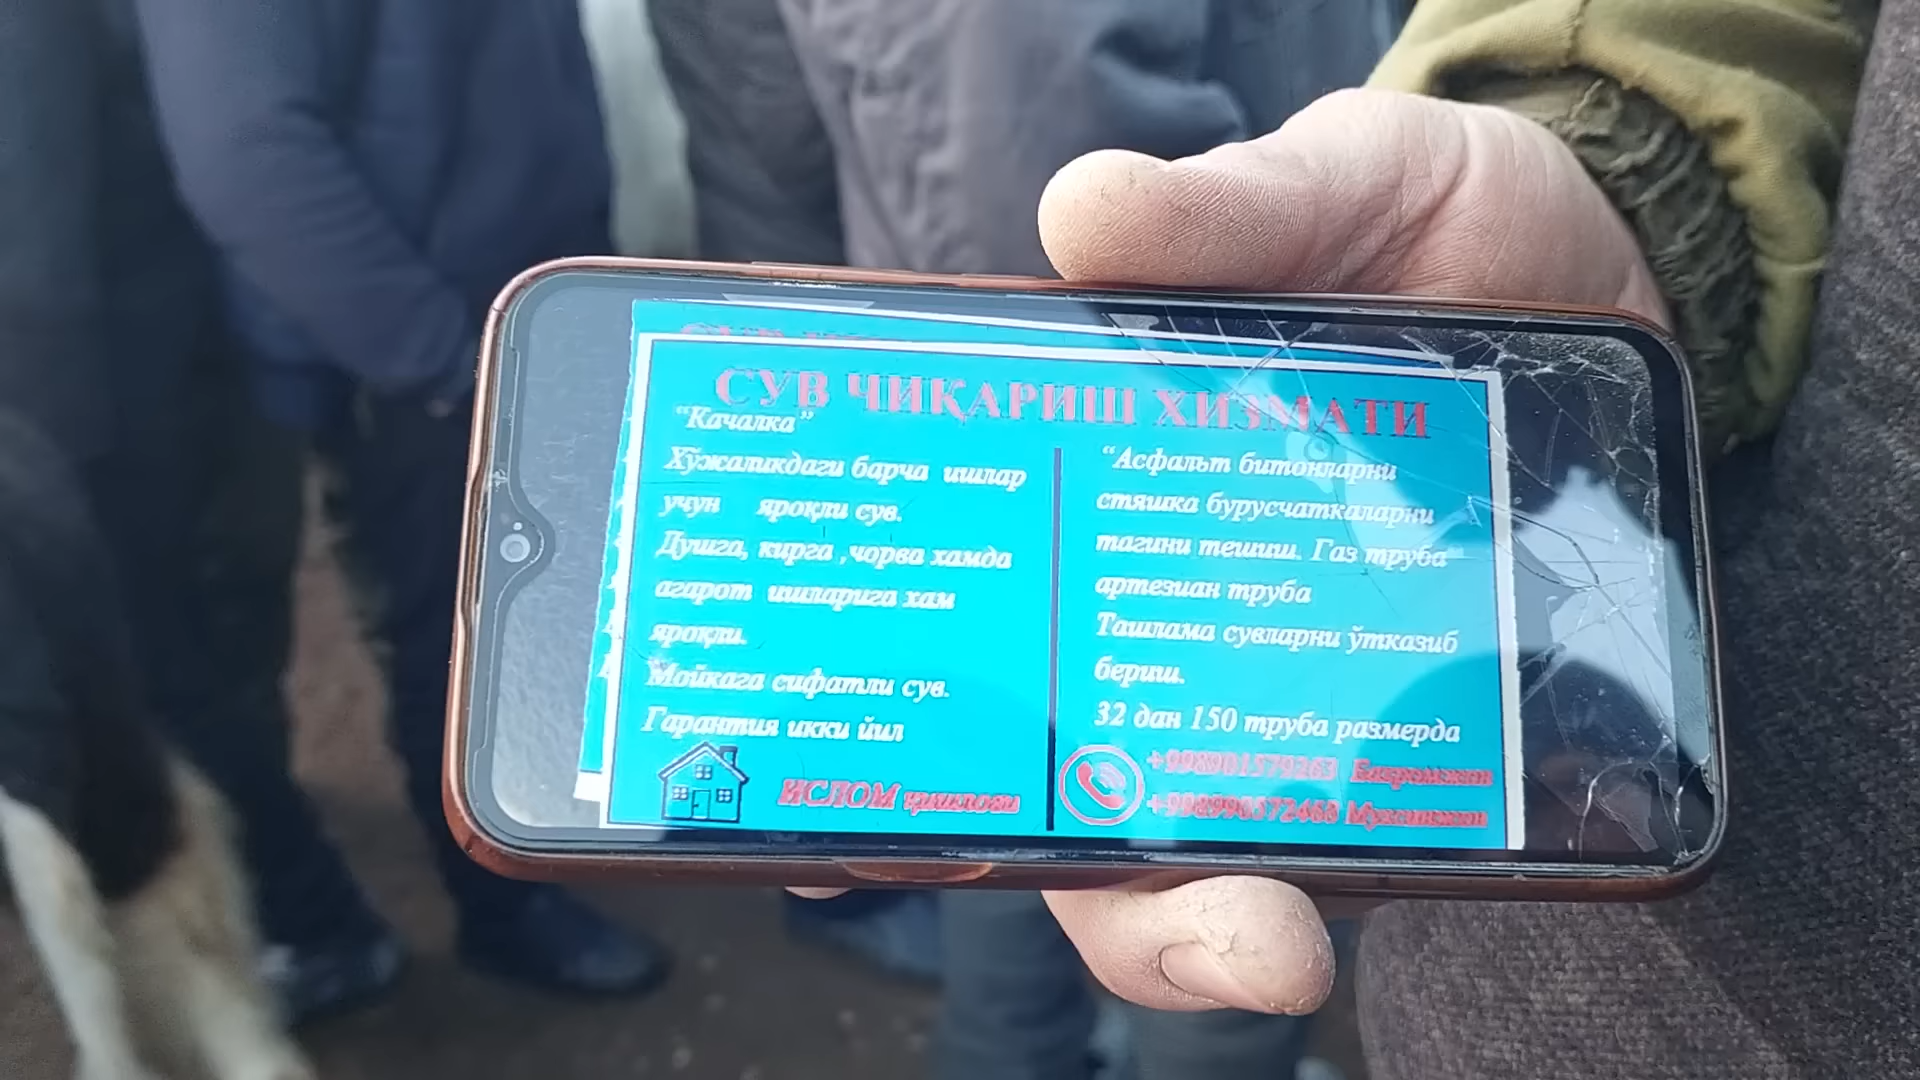 СУВ ЧИҚАРИШ ХИЗМАТИ
“Качалка”
Хўжаликдаги барча ишлар
учун яроқли сув.
Душга, кирга ,чорва хамда
агарот ишларига хам
яроқли.
Мойкага сифатли сув.
Гарантия икки йил
ИСЛОМ қишлоғи
“Асфальт битонларни
стяшка бурусчаткаларни
тагини тешиш. Газ труба
артезиан труба
Ташлама сувларни ўтказиб
бериш.
32 дан 150 труба размерда